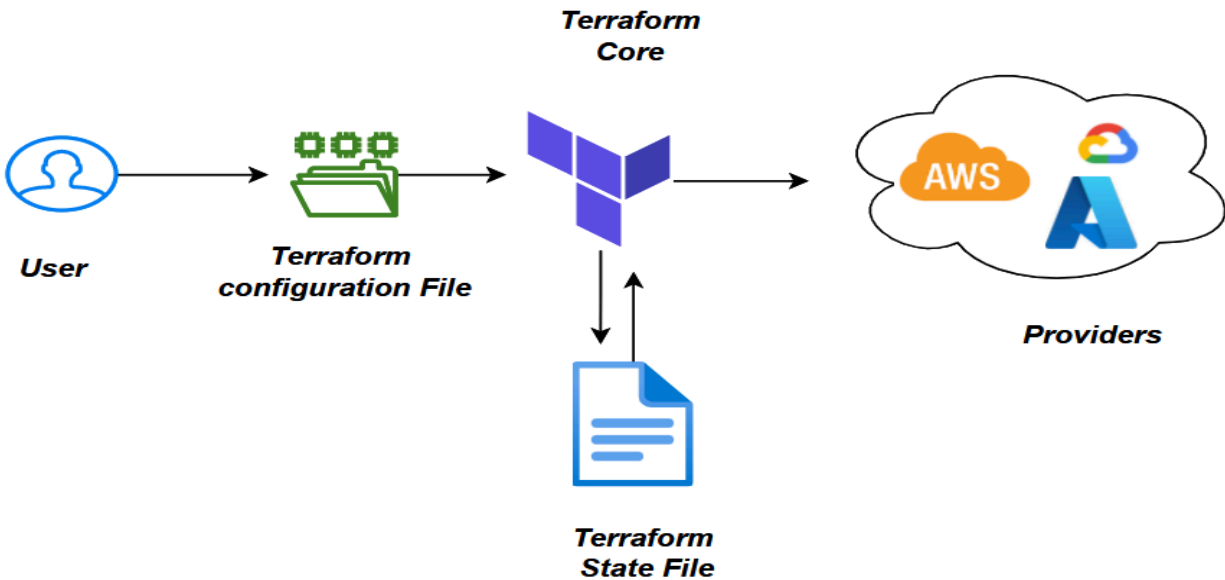 Terraform
Core
AWS
User
Terraform
configuration File
Providers
Terraform
State File